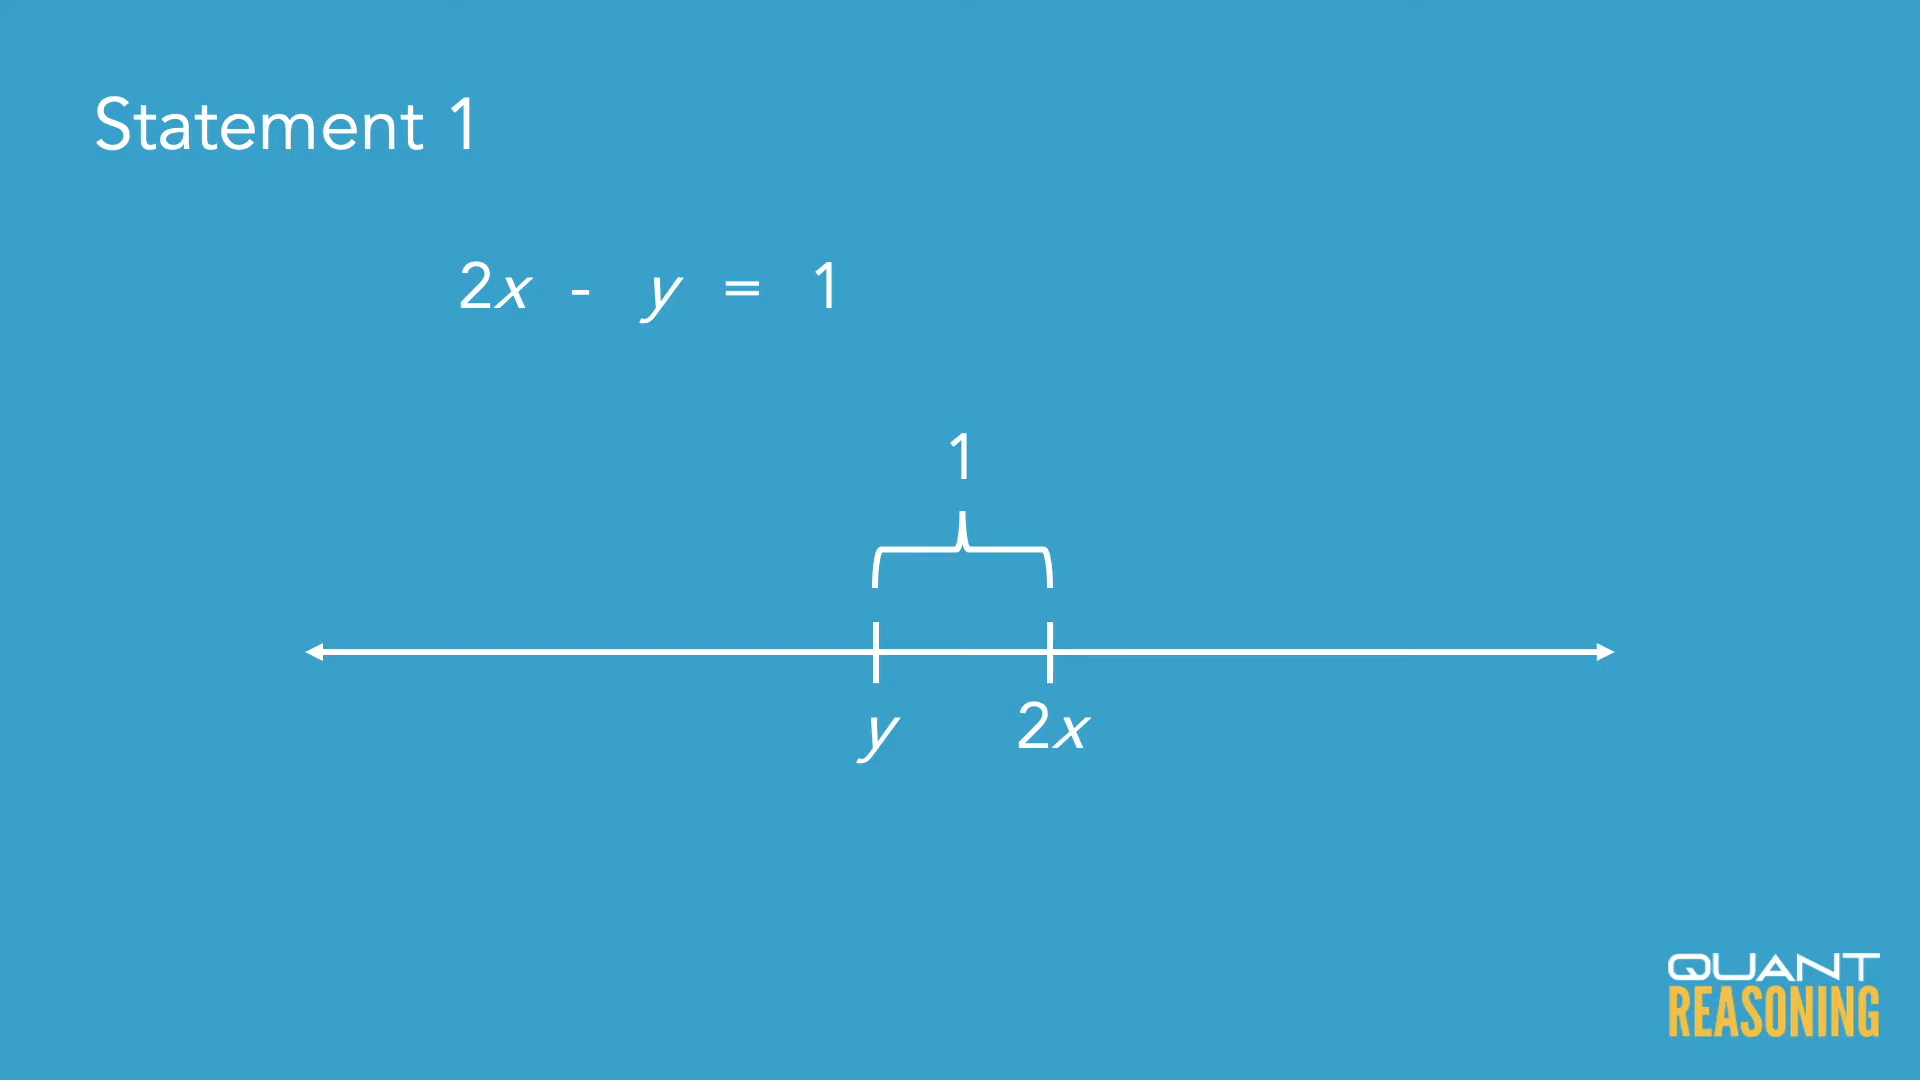 Statement 1
2x - y = 1
1
y 2x
QUANT
REASONING